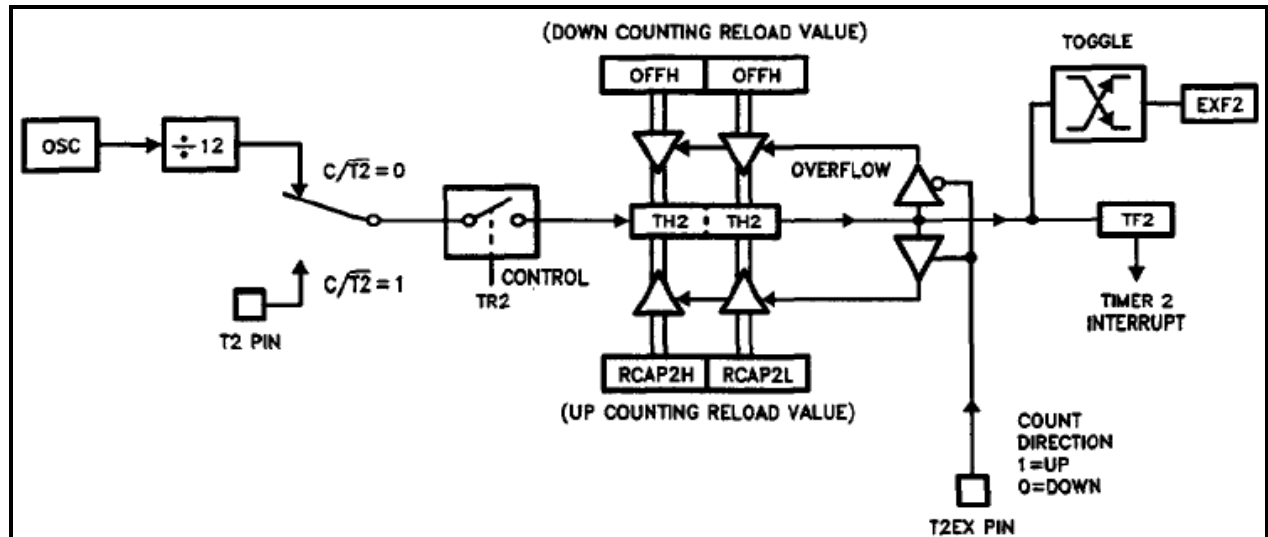 (DOWN COUNTING RELOAD VALUE)
TOGGLE
OFFH OFFH
EXF2
OSC
÷12
C/T2̅=0
OVERFLOW
TH2 TH2
TF2
C/T2̅=1
CONTROL
TR2
T2 PIN
TIMER 2
INTERRUPT
RCAP2H RCAP2L
(UP COUNTING RELOAD VALUE)
COUNT
DIRECTION
1=UP
0=DOWN
T2EX PIN